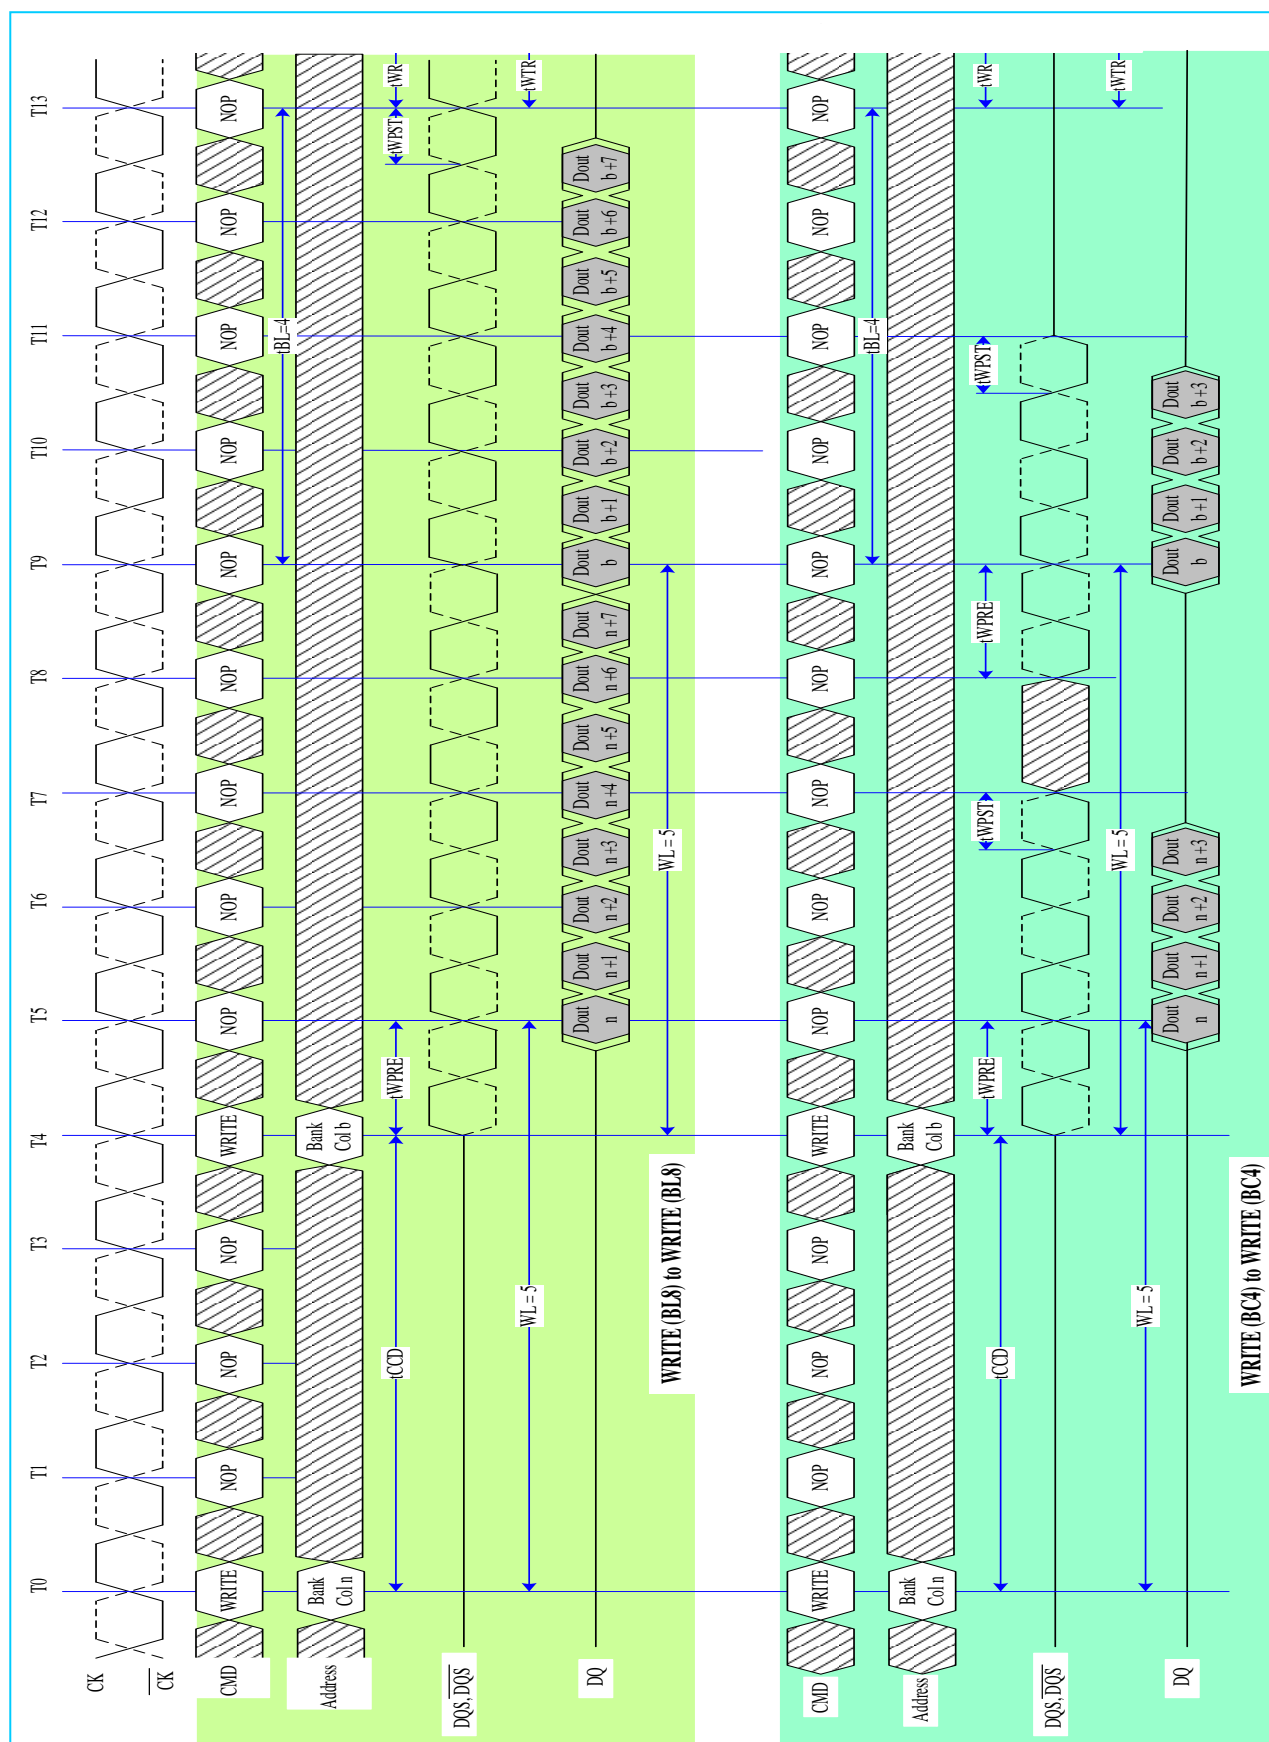 T0 T1 T2 T3 T4 T5 T6 T7 T8 T9 T10 T11 T12 T13
CK
CK
CMD WRITE NOP NOP NOP WRITE NOP NOP NOP NOP NOP NOP NOP NOP NOP
tBL=4
Address Bank Col n Bank Col b
tCCD tWPRE tWPST tWR
DQS, DQS
WL = 5 tWTR
DQ Dout n Dout n+1 Dout n+2 Dout n+3 Dout n+4 Dout n+5 Dout n+6 Dout n+7 Dout b Dout b+1 Dout b+2 Dout b+3 Dout b+4 Dout b+5 Dout b+6 Dout b+7
WL = 5
WRITE (BL8) to WRITE (BL8)
CMD WRITE NOP NOP NOP WRITE NOP NOP NOP NOP NOP NOP NOP NOP NOP
tBL=4
Address Bank Col n Bank Col b
tCCD tWPRE tWPST tWPRE tWPST tWR
DQS, DQS
WL = 5 tWTR
WL = 5
DQ Dout n Dout n+1 Dout n+2 Dout n+3 Dout b Dout b+1 Dout b+2 Dout b+3
WRITE (BC4) to WRITE (BC4)